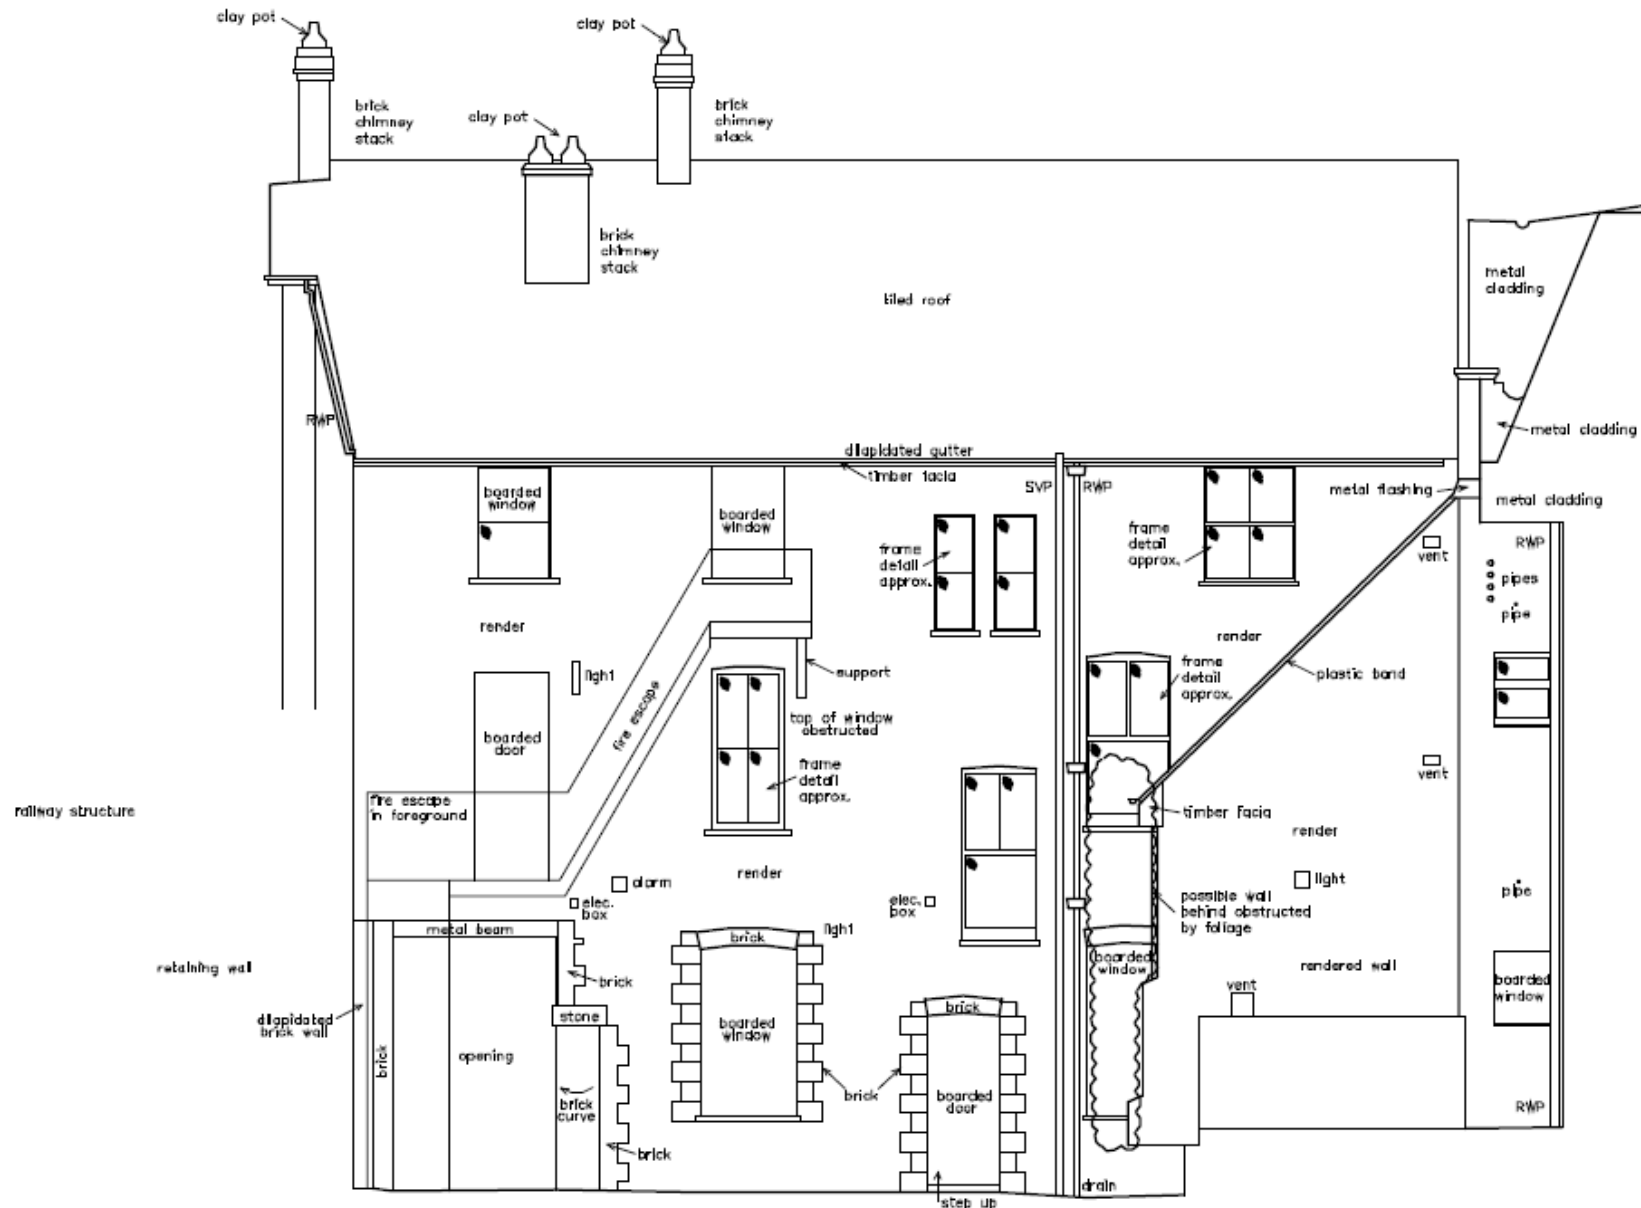 clay pot
clay pot
brick
chimney
stack
clay pot
brick
chimney
stack
brick
chimney
stack
tiled roof
metal
cladding
RWP
metal cladding
dilapidated gutter
timber facia
SVP
RWP
metal flashing
metal cladding
boarded
window
boarded
window
frame
detail
approx.
frame
detail
approx.
vent
RWP
pipes
pipe
render
render
light
support
frame
detail
approx.
plastic band
fire escape
top of window
obstructed
boarded
door
frame
detail
approx.
vent
fire escape
in foreground
railway structure
timber facia
render
render
alarm
elec.
box
elec.
box
light
pipe
possible wall
behind obstructed
by foliage
metal beam
brick
light
retaining wall
brick
boarded
window
rendered wall
vent
boarded
window
dilapidated
brick wall
stone
brick
boarded
window
opening
brick
brick
curve
brick
boarded
door
RWP
brick
drain
step up